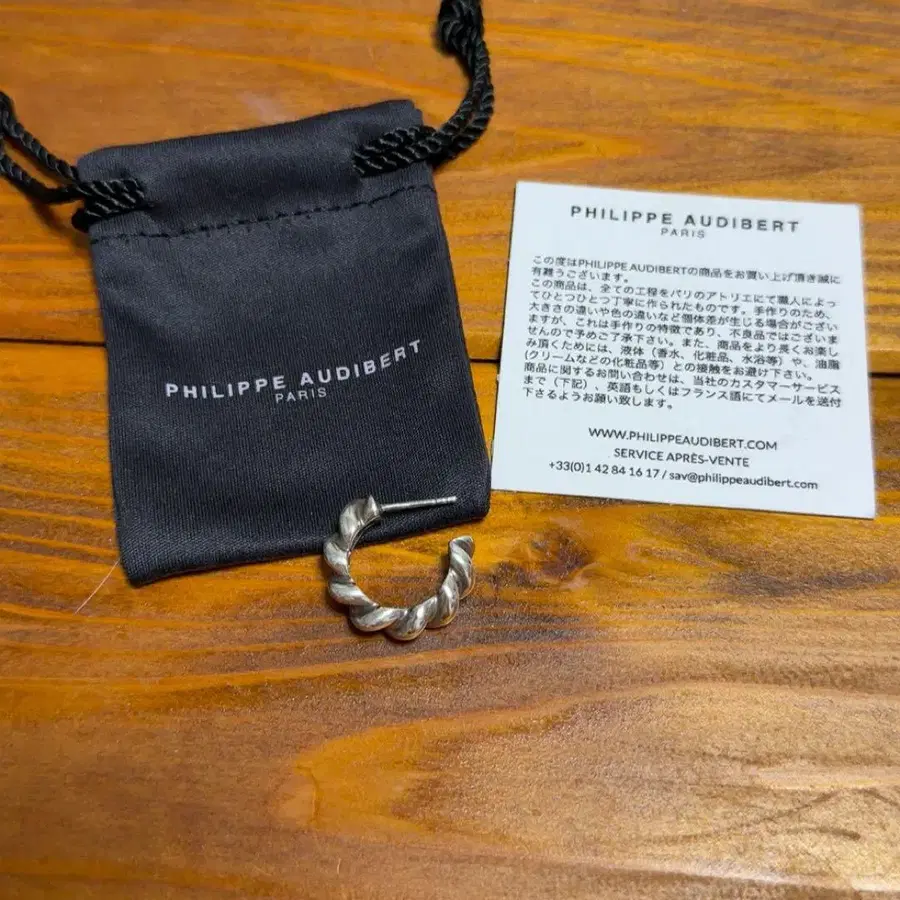 PHILIPPE AUDIBERT
PARIS
PHILIPPE AUDIBERT
PARIS
この度はPHILIPPE AUDIBERTの商品をお買い上げ頂き誠に
有難うございます。
この商品は、全ての工程をパリのアトリエにて職人によっ
てひとつひとつ丁寧に作られたものです。手作りのため、
大きさの違いや色の違いなど個体差が生じる場合がござい
ますが、これは手作りの特徴であり、不良品ではございま
せんので予めご了承下さい。また、商品をより長くお楽し
み頂くためには、液体（香水、化粧品、水浴等）や、油脂
(クリームなどの化粧品等）との接触をお避け下さい。
商品に関するお問い合わせは、当社のカスタマーサービス
まで（下記）、英語もしくはフランス語にてメールを送付
下さるようお願い致します。
WWW.PHILIPPEAUDIBERT.COM
SERVICE APRÈS-VENTE
+33(0)1 42 84 16 17 / sav@philippeaudibert.com